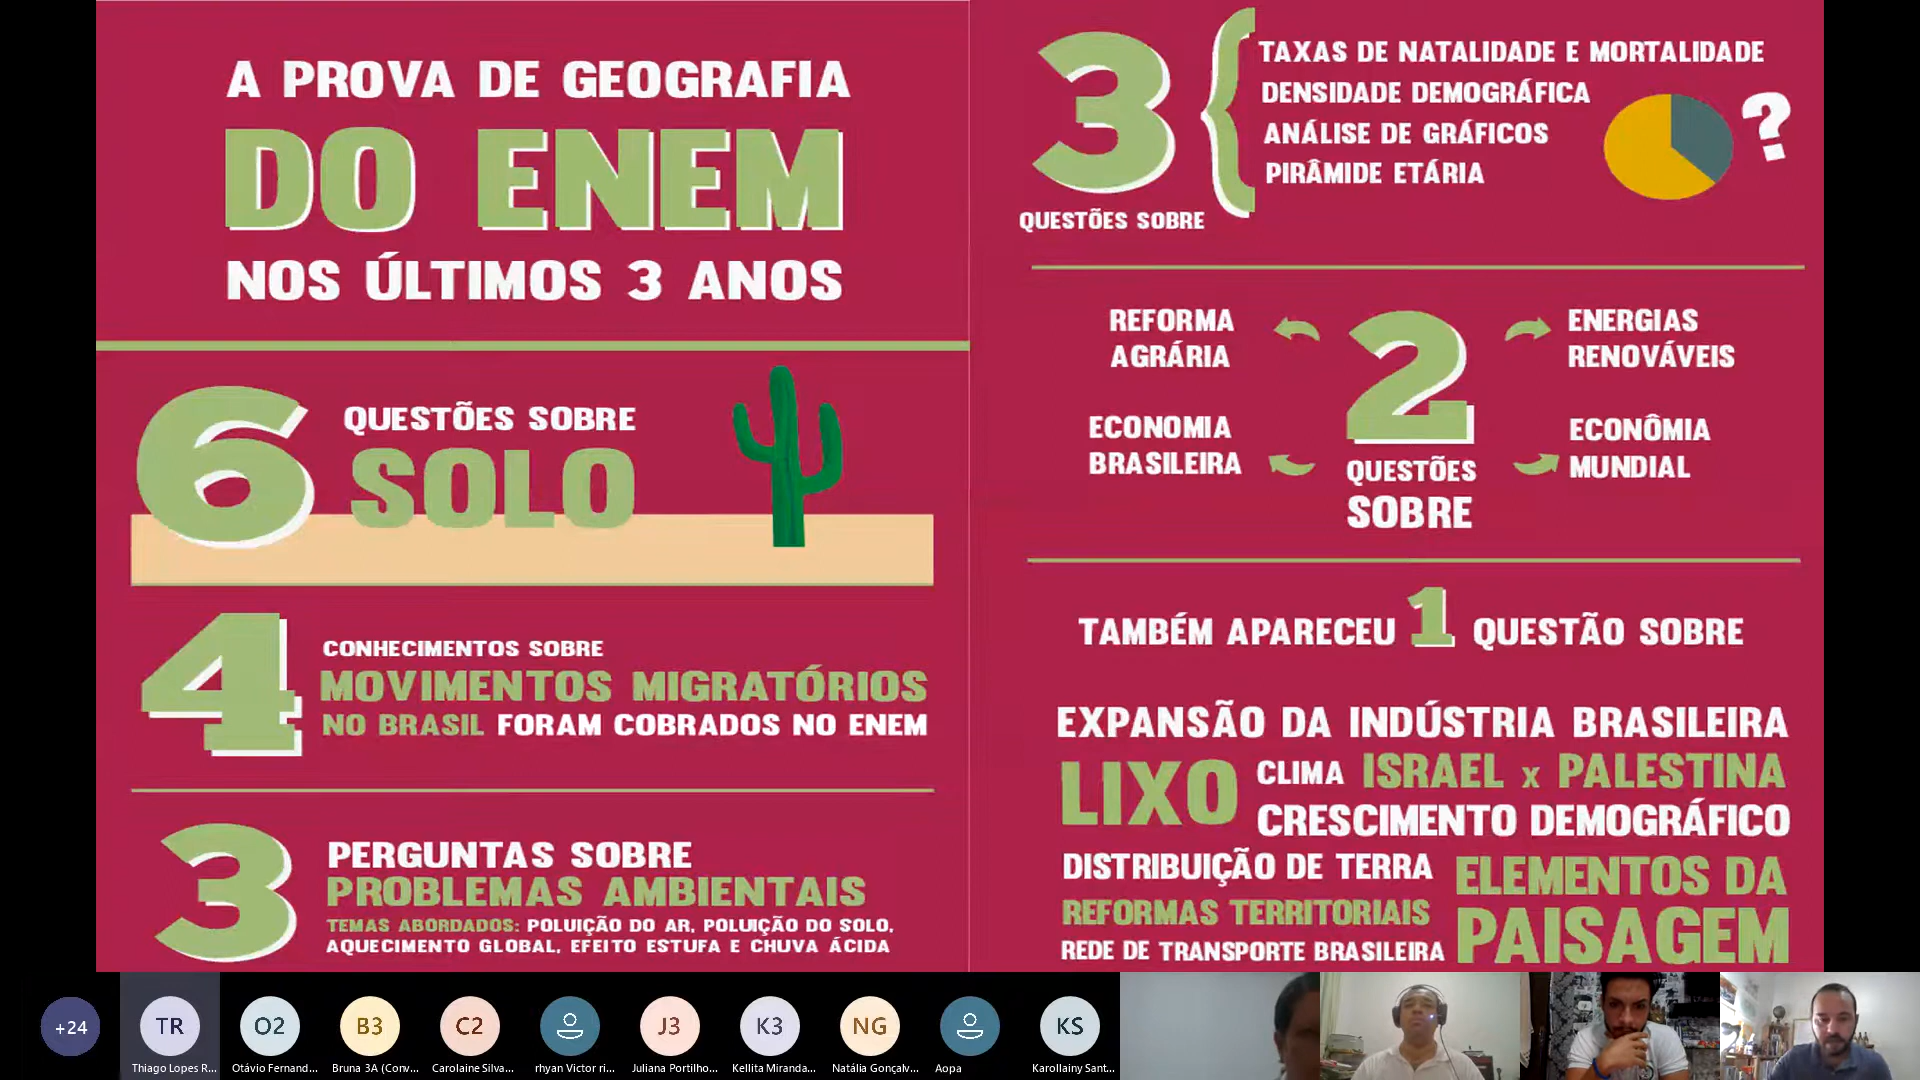 A PROVA DE GEOGRAFIA
DO ENEM
NOS ÚLTIMOS 3 ANOS
6 QUESTÕES SOBRE
SOLO
4 CONHECIMENTOS SOBRE
MOVIMENTOS MIGRATÓRIOS
NO BRASIL FORAM COBRADOS NO ENEM
3 PERGUNTAS SOBRE
PROBLEMAS AMBIENTAIS
TEMAS ABORDADOS: POLUIÇÃO DO AR, POLUIÇÃO DO SOLO,
AQUECIMENTO GLOBAL, EFEITO ESTUFA E CHUVA ÁCIDA
3
QUESTÕES SOBRE
TAXAS DE NATALIDADE E MORTALIDADE
DENSIDADE DEMOGRÁFICA
ANÁLISE DE GRÁFICOS
PIRÂMIDE ETÁRIA
?
2
QUESTÕES
SOBRE
REFORMA
AGRÁRIA
ENERGIAS
RENOVÁVEIS
ECONOMIA
BRASILEIRA
ECONÔMIA
MUNDIAL
TAMBÉM APARECEU 1 QUESTÃO SOBRE
EXPANSÃO DA INDÚSTRIA BRASILEIRA
LIXO
CLIMA ISRAEL x PALESTINA
CRESCIMENTO DEMOGRÁFICO
DISTRIBUIÇÃO DE TERRA
REFORMAS TERRITORIAIS
REDE DE TRANSPORTE BRASILEIRA
ELEMENTOS DA
PAISAGEM
+24
TR
Thiago Lopes R...
O2
Otávio Fernand...
B3
Bruna 3A (Conv...
C2
Carolaine Silva...
rhyan Victor ri...
J3
Juliana Portilho...
K3
Kellita Miranda...
NG
Natália Gonçalv...
Aopa
KS
Karollainy Sant...